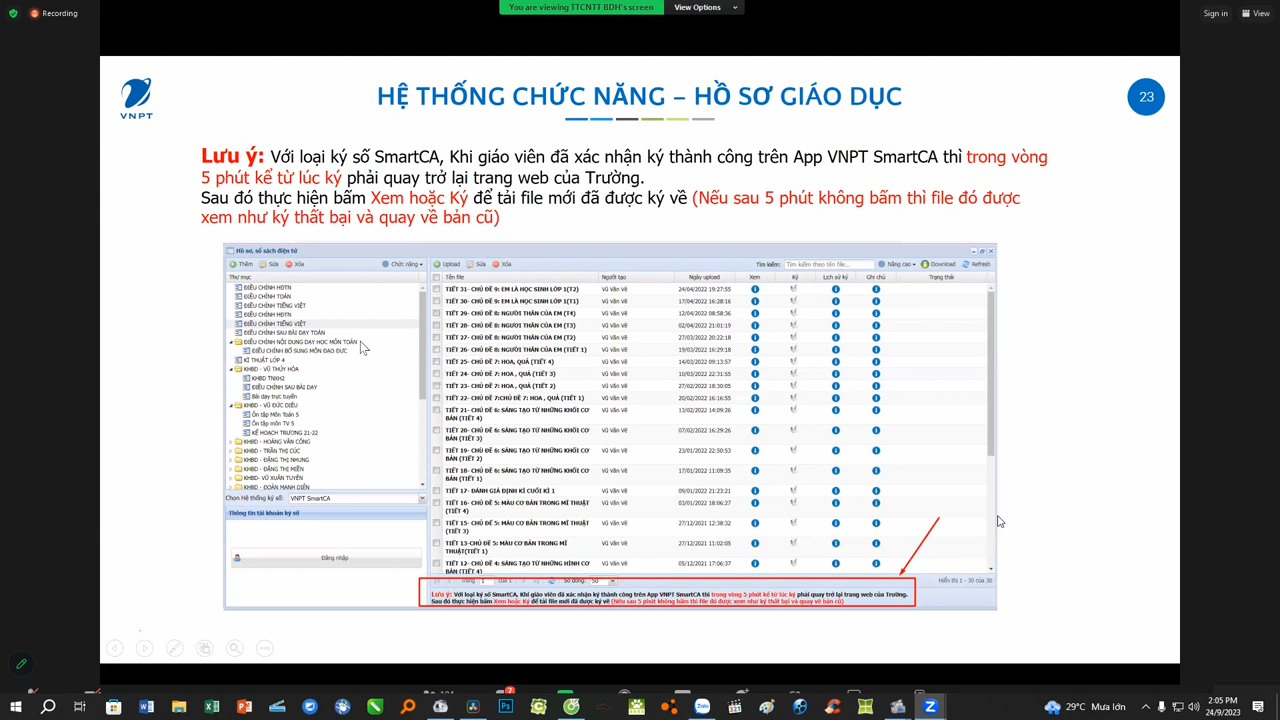 Recording
You are viewing TTCNTT BDH's screen
View Options
Sign in
View
VNPT
HỆ THỐNG CHỨC NĂNG – HỒ SƠ GIÁO DỤC
23
Lưu ý: Với loại ký số SmartCA, Khi giáo viên đã xác nhận ký thành công trên App VNPT SmartCA thì trong vòng
5 phút kể từ lúc ký phải quay trở lại trang web của Trường.
Sau đó thực hiện bấm Xem hoặc Ký để tải file mới đã được ký về (Nếu sau 5 phút không bấm thì file đó được
xem như ký thất bại và quay về bản cũ)
Hồ sơ, sổ sách điện tử
Thêm Sửa Xóa Chức năng
Thư mục
ĐIỀU CHỈNH HĐTN
ĐIỀU CHỈNH TOÁN
ĐIỀU CHỈNH TIẾNG VIỆT
ĐIỀU CHỈNH HĐTN
ĐIỀU CHỈNH TIẾNG VIỆT
ĐIỀU CHỈNH SAU BÀI DẠY TOÁN
ĐIỀU CHỈNH NỘI DUNG DẠY HỌC MÔN TOÁN
ĐIỀU CHỈNH BỔ SUNG MÔN ĐẠO ĐỨC
KĨ THUẬT LỚP 4
KHBD - VŨ THÚY HÒA
KHBD TNXH2
ĐIỀU CHỈNH SAU BÀI DẠY
Bài dạy trực tuyến
KHBD - VŨ ĐỨC DIỆU
Ôn tập Môn Toán 5
Ôn tập môn TV 5
KẾ HOẠCH TRƯƠNG 21-22
KHBD - HOÀNG VĂN CÔNG
KHBD - TRẦN THỊ CÚC
KHBD - ĐẶNG THỊ NHUNG
KHBD - ĐẶNG THỊ MIỀN
KHBD- VŨ XUÂN TUYÊN
KHBD - ĐOÀN MẠNH DIÊN
Chọn Hệ thống ký số: VNPT SmartCA
Thông tin tài khoản ký số
Đăng nhập
Upload Sửa Xóa Tìm kiếm: Tìm kiếm theo tên file... Nâng cao Download Refresh
Tên file Người tạo Ngày upload Xem Ký Lịch sử ký Ghi chú Trạng thái
TIẾT 31- CHỦ ĐỀ 9: EM LÀ HỌC SINH LỚP 1(T2) Vũ Văn Vẽ 24/04/2022 19:27:55
TIẾT 30- CHỦ ĐỀ 9: EM LÀ HỌC SINH LỚP 1(T1) Vũ Văn Vẽ 17/04/2022 16:28:16
TIẾT 29- CHỦ ĐỀ 8: NGƯỜI THÂN CỦA EM (T4) Vũ Văn Vẽ 12/04/2022 08:58:36
TIẾT 28- CHỦ ĐỀ 8: NGƯỜI THÂN CỦA EM (T3) Vũ Văn Vẽ 02/04/2022 21:01:19
TIẾT 27- CHỦ ĐỀ 8: NGƯỜI THÂN CỦA EM (T2) Vũ Văn Vẽ 27/03/2022 20:22:18
TIẾT 26- CHỦ ĐỀ 8: NGƯỜI THÂN CỦA EM (TIẾT 1) Vũ Văn Vẽ 19/03/2022 16:29:18
TIẾT 25- CHỦ ĐỀ 7: HOA, QUẢ (TIẾT 4) Vũ Văn Vẽ 14/03/2022 09:13:57
TIẾT 24- CHỦ ĐỀ 7: HOA , QUẢ (TIẾT 3) Vũ Văn Vẽ 10/03/2022 22:31:55
TIẾT 23- CHỦ ĐỀ 7: HOA , QUẢ (TIẾT 2) Vũ Văn Vẽ 27/02/2022 18:30:05
TIẾT 22- CHỦ ĐỀ 7:CHỦ ĐỀ 7: HOA , QUẢ (TIẾT 1) Vũ Văn Vẽ 20/02/2022 16:16:55
TIẾT 21- CHỦ ĐỀ 6: SÁNG TẠO TỪ NHỮNG KHỐI CƠ Vũ Văn Vẽ 13/02/2022 14:09:26
BẢN (TIẾT 4)
TIẾT 20- CHỦ ĐỀ 6: SÁNG TẠO TỪ NHỮNG KHỐI CƠ Vũ Văn Vẽ 07/02/2022 16:29:26
BẢN (TIẾT 3)
TIẾT 19- CHỦ ĐỀ 6: SÁNG TẠO TỪ NHỮNG KHỐI CƠ Vũ Văn Vẽ 23/01/2022 22:50:53
BẢN (TIẾT 2)
TIẾT 18- CHỦ ĐỀ 6: SÁNG TẠO TỪ NHỮNG KHỐI CƠ Vũ Văn Vẽ 17/01/2022 11:09:35
BẢN (TIẾT 1)
TIẾT 17- ĐÁNH GIÁ ĐỊNH KÌ CUỐI KÌ 1 Vũ Văn Vẽ 09/01/2022 21:23:21
TIẾT 16- CHỦ ĐỀ 5: MÀU CƠ BẢN TRONG MĨ THUẬT Vũ Văn Vẽ 03/01/2022 18:06:27
(TIẾT 4)
TIẾT 15- CHỦ ĐỀ 5: MÀU CƠ BẢN TRONG MĨ THUẬT Vũ Văn Vẽ 27/12/2021 12:38:32
(TIẾT 3)
TIẾT 13-CHỦ ĐỀ 5: MÀU CƠ BẢN TRONG MĨ Vũ Văn Vẽ 27/12/2021 11:02:05
THUẬT(TIẾT 1)
TIẾT 12- CHỦ ĐỀ 4: SÁNG TẠO TỪ NHỮNG HÌNH CƠ Vũ Văn Vẽ 05/12/2021 17:06:37
BẢN (TIẾT 4)
Trang 1 của 1 Số dòng: 50 Hiển thị 1 - 30 của 30
Lưu ý: Với loại ký số SmartCA, Khi giáo viên đã xác nhận ký thành công trên App VNPT SmartCA thì trong vòng 5 phút kể từ lúc ký phải quay trở lại trang web của Trường.
Sau đó thực hiện bấm Xem hoặc Ký để tải file mới đã được ký về (Nếu sau 5 phút không bấm thì file đó được xem như ký thất bại và quay về bản cũ)
29°C Mưa lớn
2:05 PM
24/9/2023